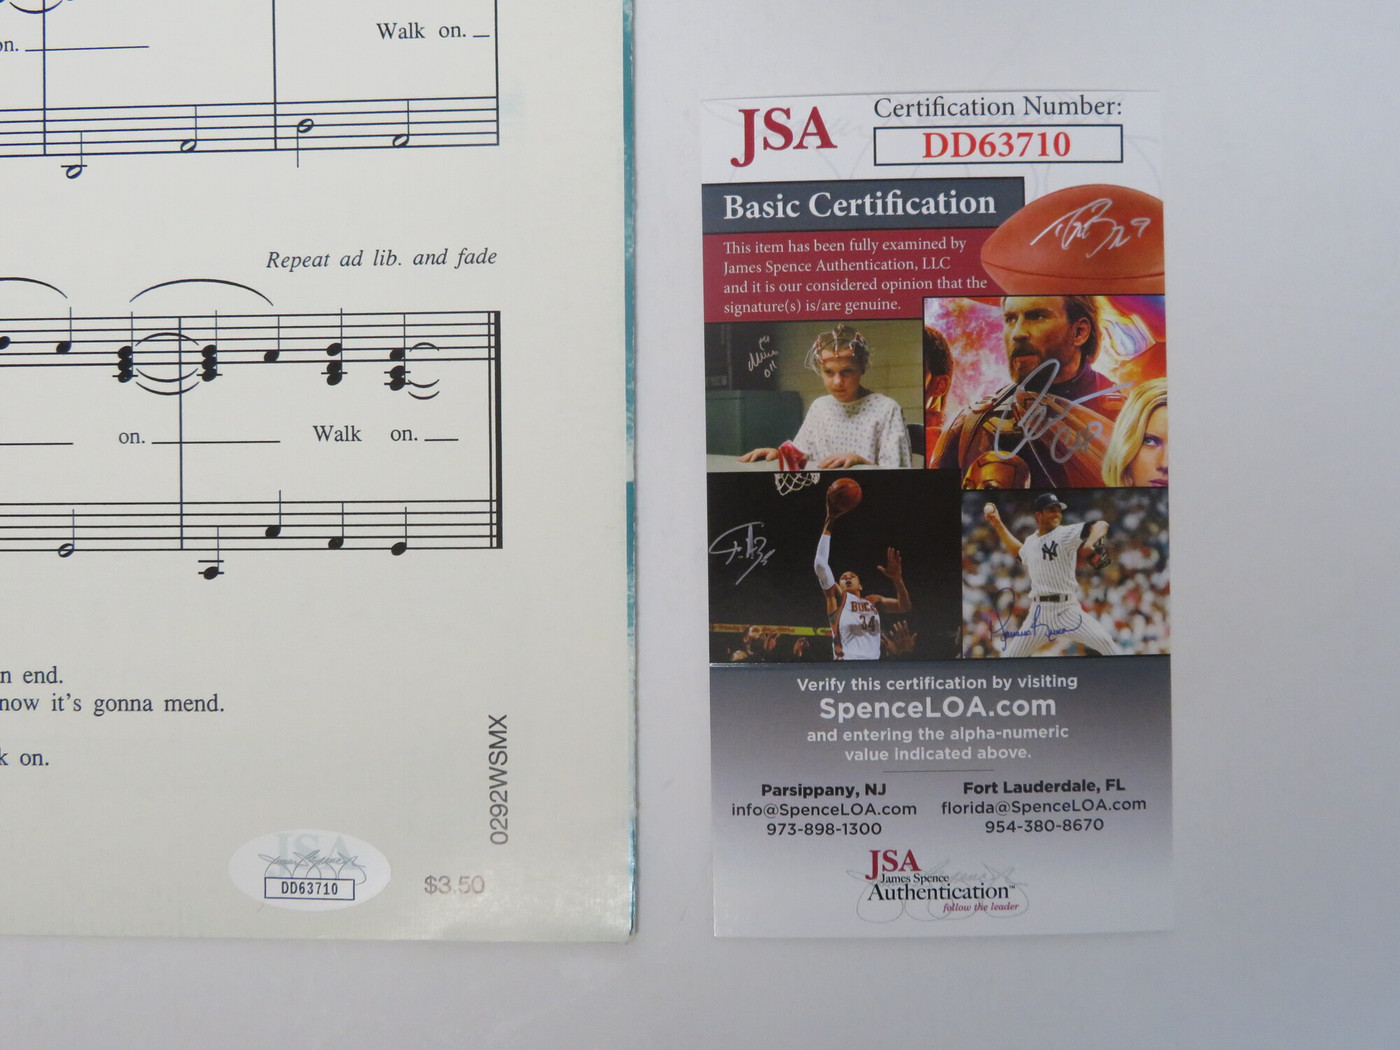 on.
Walk on.
Repeat ad lib. and fade
on.
Walk on.
n end.
now it's gonna mend.
k on.
0292WSMX
JSA
DD63710
$3.50
JSA
Certification Number:
DD63710
Basic Certification
This item has been fully examined by
James Spence Authentication, LLC
and it is our considered opinion that the
signature(s) is/are genuine.
BUCKS
34
Verify this certification by visiting
SpenceLOA.com
and entering the alpha-numeric
value indicated above.
Parsippany, NJ
info@SpenceLOA.com
973-898-1300
Fort Lauderdale, FL
florida@SpenceLOA.com
954-380-8670
JSA
James Spence
Authentication™
follow the leader